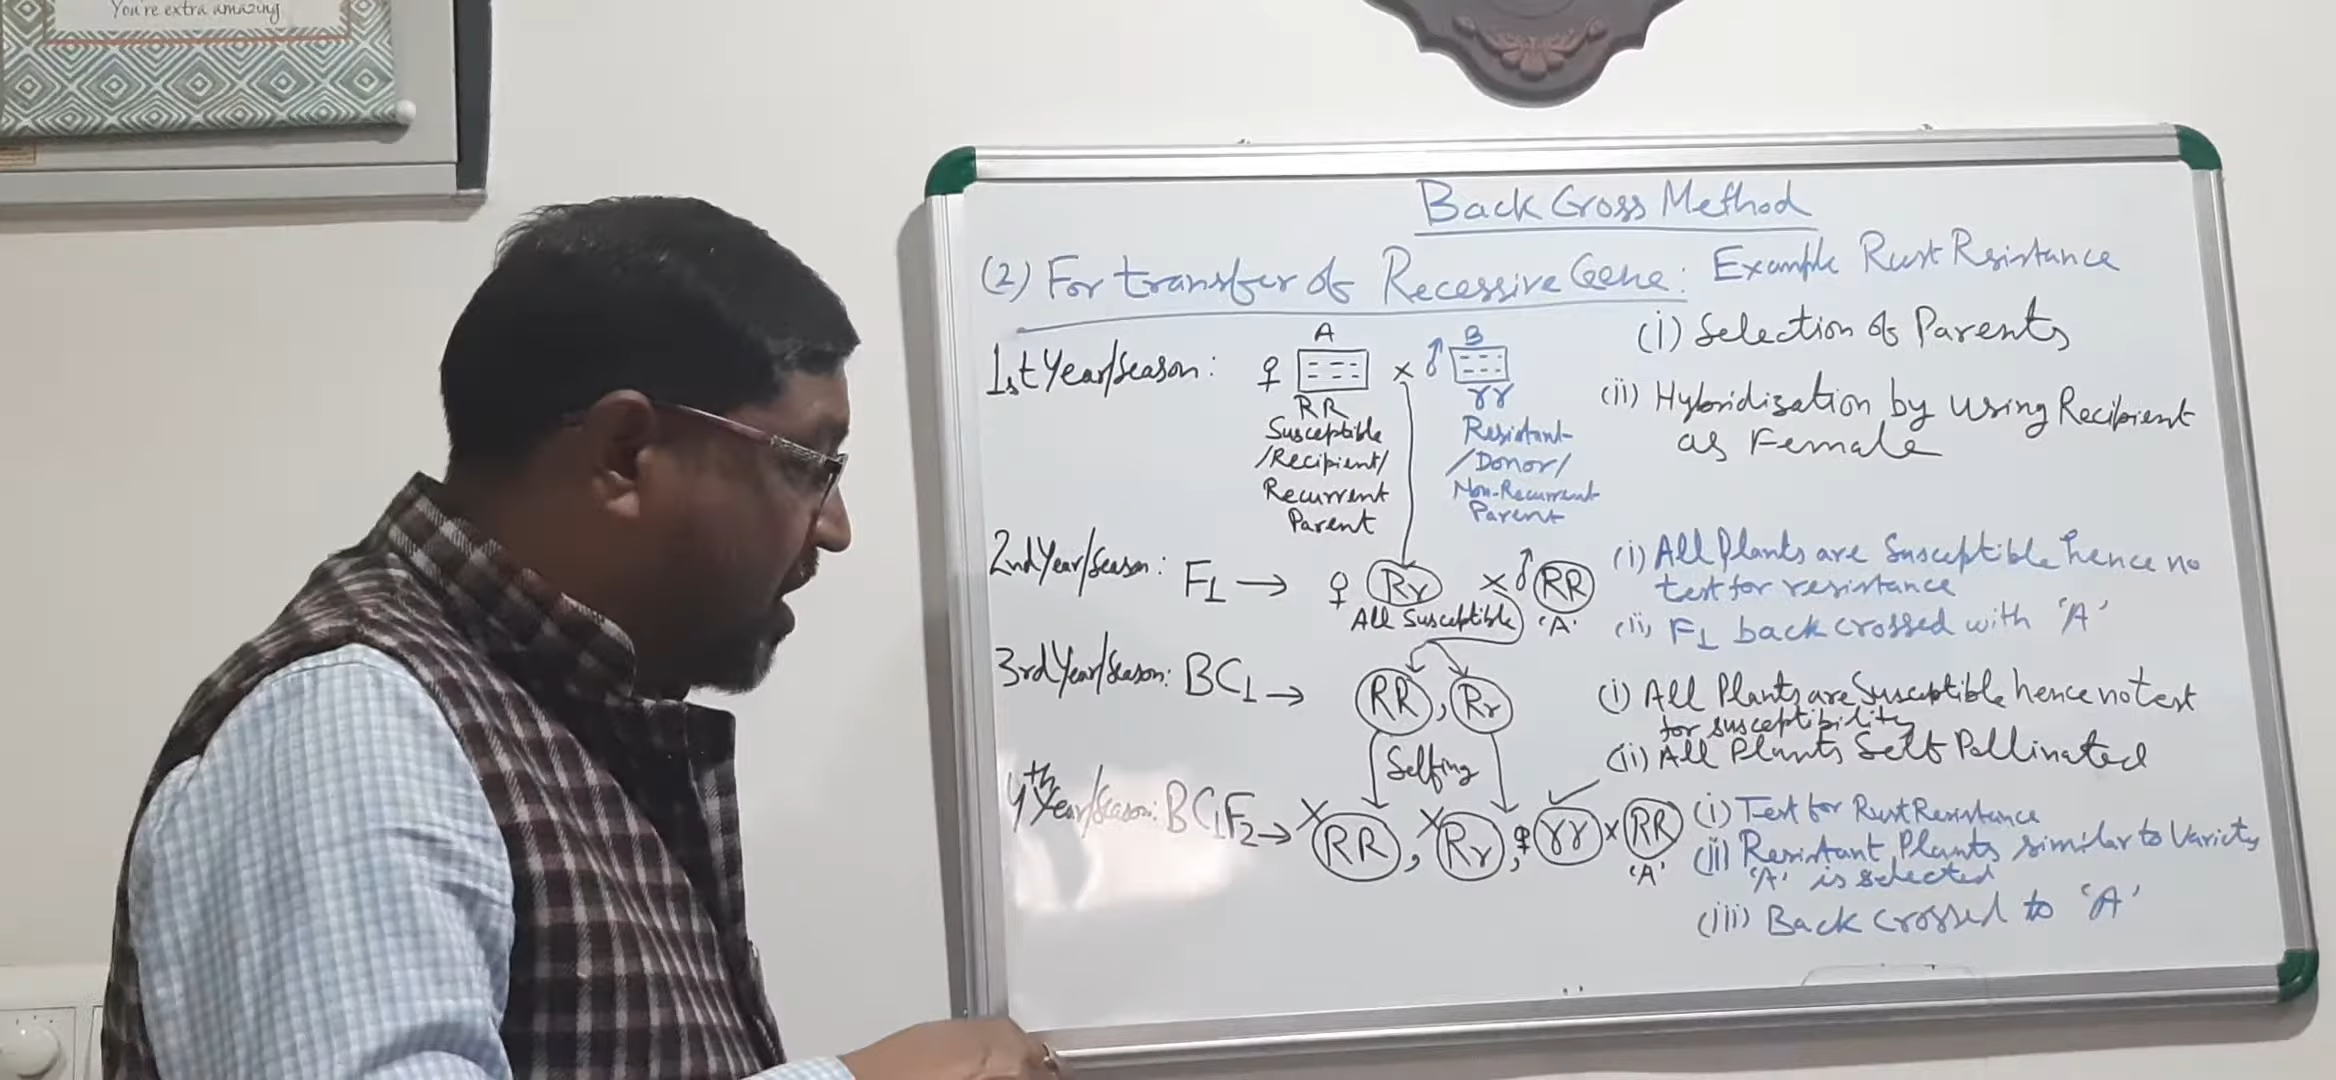 You're extra amazing
Back Cross Method
(2) For transfer of Recessive Gene: Example Rust Resistance
1st Year/Season: ♀ A × ♂ B
RR rr
Susceptible /Recipient/ Recurrent Parent
Resistant /Donor/ Non-Recurrent Parent
(i) Selection of Parents
(ii) Hybridization by using Recipient
as Female
2nd Year/Season: F1 → ♀ Rr × ♂ RR
All Susceptible 'A'
(i) All Plants are Susceptible hence no
test for resistance
(ii) F1 back crossed with 'A'
3rd Year/Season: BC1 → RR, Rr
Selfing
(i) All Plants are Susceptible hence no test
for susceptibility
(ii) All Plants Self Pollinated
4th Year/Season: BC1F2 → × RR, × Rr, ♀ rr × RR
'A'
(i) Test for Rust Resistance
(ii) Resistant Plants similar to Variety
'A' is selected
(iii) Back crossed to 'A'